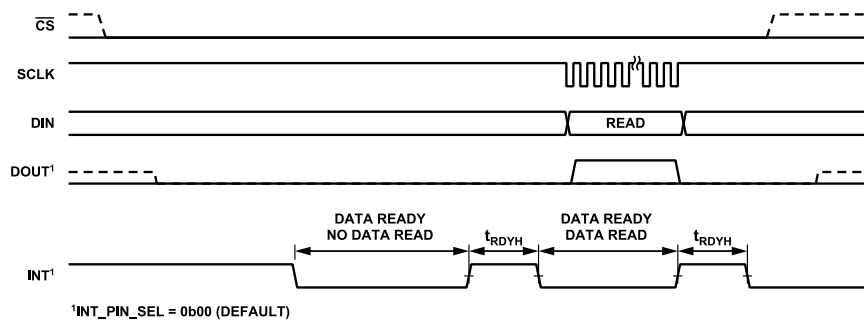 CS
SCLK
DIN
READ
DOUT¹
DATA READY
NO DATA READ
tRDYH
DATA READY
DATA READ
tRDYH
INT¹
¹INT_PIN_SEL = 0b00 (DEFAULT)